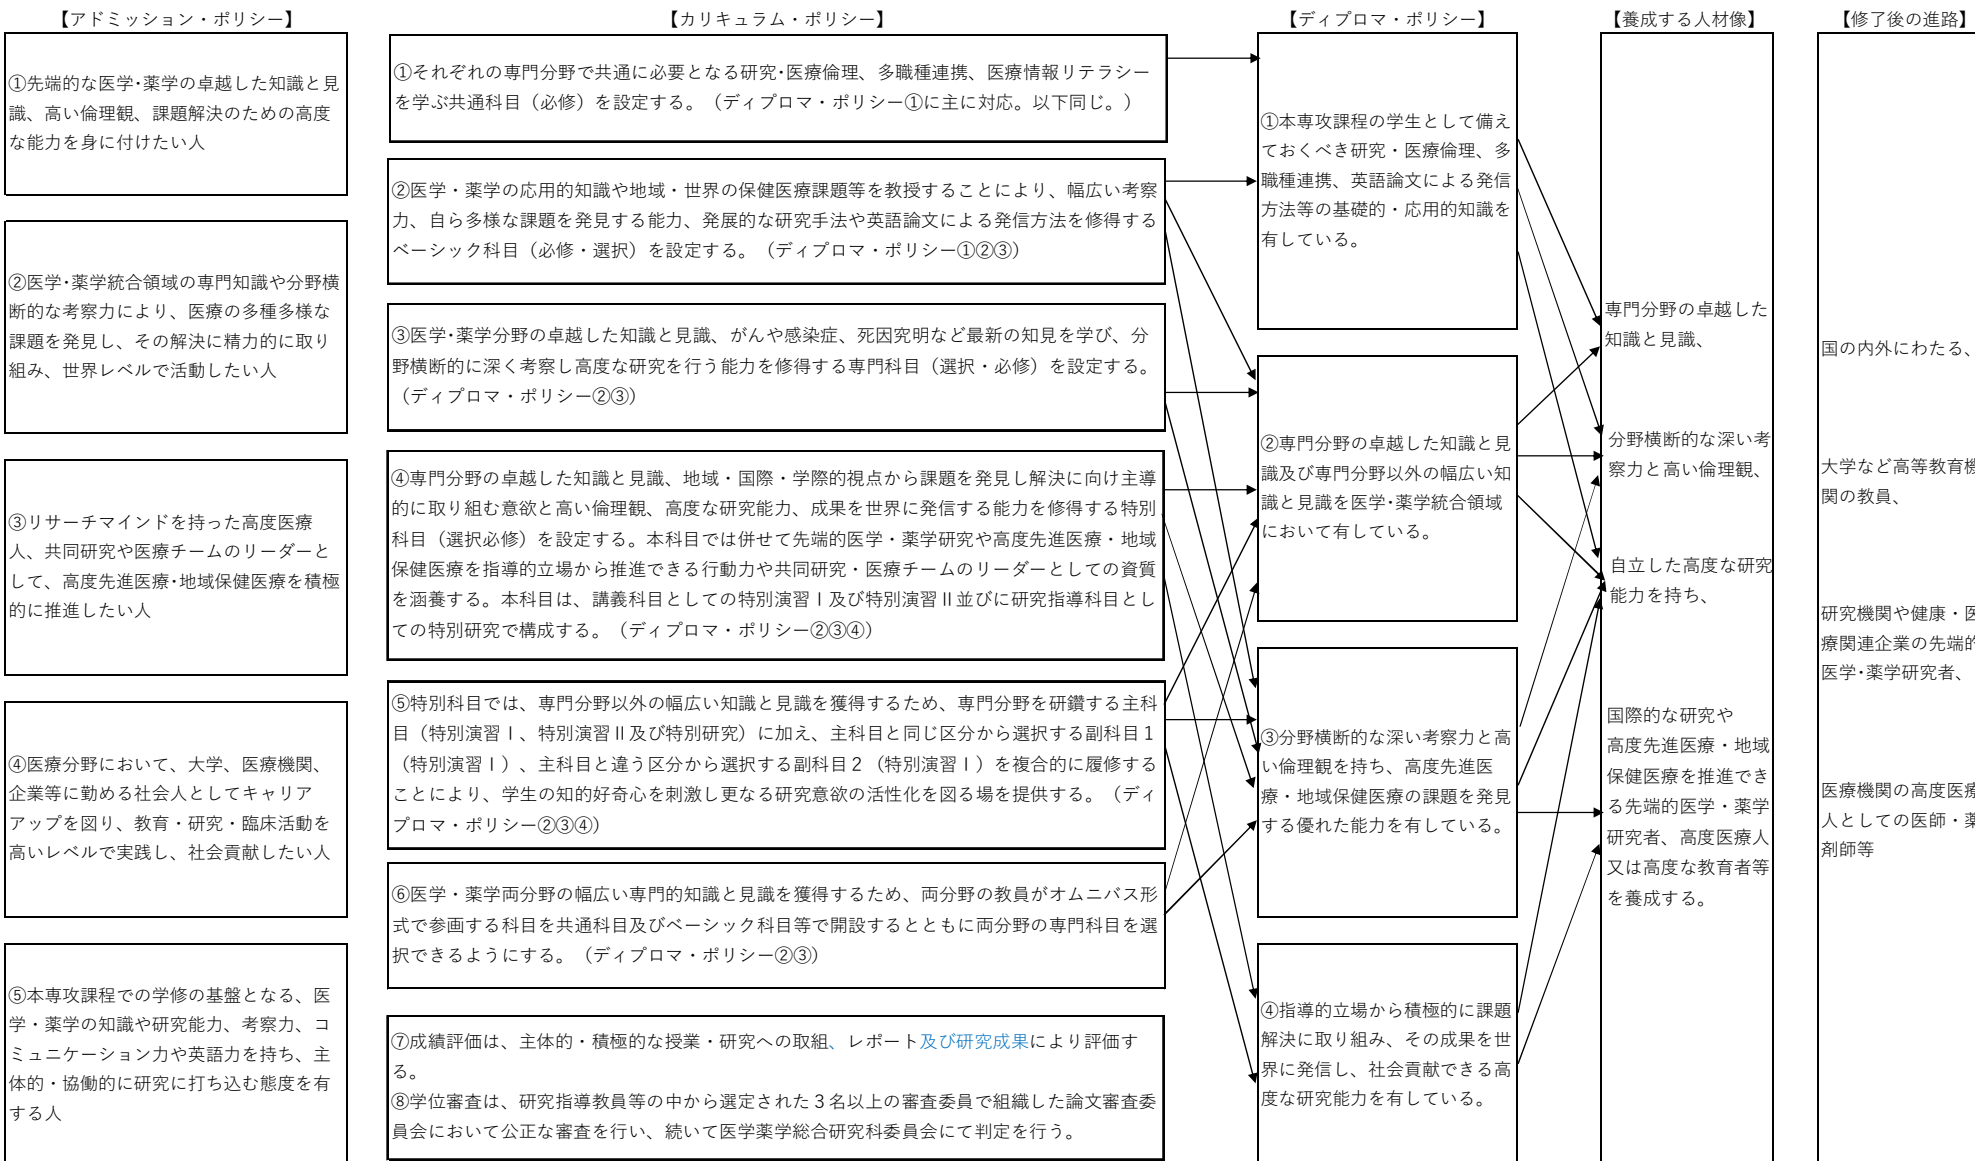 【アドミッション・ポリシー】
①先端的な医学･薬学の卓越した知識と見
識、高い倫理観、課題解決のための高度
な能力を身に付けたい人
②医学･薬学統合領域の専門知識や分野横
断的な考察力により、医療の多種多様な
課題を発見し、その解決に精力的に取り
組み、世界レベルで活動したい人
③リサーチマインドを持った高度医療
人、共同研究や医療チームのリーダーと
して、高度先進医療･地域保健医療を積極
的に推進したい人
④医療分野において、大学、医療機関、
企業等に勤める社会人としてキャリア
アップを図り、教育・研究・臨床活動を
高いレベルで実践し、社会貢献したい人
⑤本専攻課程での学修の基盤となる、医
学・薬学の知識や研究能力、考察力、コ
ミュニケーション力や英語力を持ち、主
体的・協働的に研究に打ち込む態度を有
する人
【カリキュラム・ポリシー】
①それぞれの専門分野で共通に必要となる研究･医療倫理、多職種連携、医療情報リテラシー
を学ぶ共通科目（必修）を設定する。（ディプロマ・ポリシー①に主に対応。以下同じ。）
②医学・薬学の応用的知識や地域・世界の保健医療課題等を教授することにより、幅広い考察
力、自ら多様な課題を発見する能力、発展的な研究手法や英語論文による発信方法を修得する
ベーシック科目（必修・選択）を設定する。（ディプロマ・ポリシー①②③）
③医学･薬学分野の卓越した知識と見識、がんや感染症、死因究明など最新の知見を学び、分
野横断的に深く考察し高度な研究を行う能力を修得する専門科目（選択・必修）を設定する。
（ディプロマ・ポリシー②③）
④専門分野の卓越した知識と見識、地域・国際・学際的視点から課題を発見し解決に向け主導
的に取り組む意欲と高い倫理観、高度な研究能力、成果を世界に発信する能力を修得する特別
科目（選択必修）を設定する。本科目では併せて先端的医学・薬学研究や高度先進医療・地域
保健医療を指導的立場から推進できる行動力や共同研究・医療チームのリーダーとしての資質
を涵養する。本科目は、講義科目としての特別演習Ⅰ及び特別演習Ⅱ並びに研究指導科目とし
ての特別研究で構成する。（ディプロマ・ポリシー②③④）
⑤特別科目では、専門分野以外の幅広い知識と見識を獲得するため、専門分野を研鑽する主科
目（特別演習Ⅰ、特別演習Ⅱ及び特別研究）に加え、主科目と同じ区分から選択する副科目１
（特別演習Ⅰ）、主科目と違う区分から選択する副科目２（特別演習Ⅰ）を複合的に履修する
ことにより、学生の知的好奇心を刺激し更なる研究意欲の活性化を図る場を提供する。（ディ
プロマ・ポリシー②③④）
⑥医学・薬学両分野の幅広い専門的知識と見識を獲得するため、両分野の教員がオムニバス形
式で参画する科目を共通科目及びベーシック科目等で開設するとともに両分野の専門科目を選
択できるようにする。（ディプロマ・ポリシー②③）
⑦成績評価は、主体的・積極的な授業・研究への取組、レポート及び研究成果により評価す
る。
⑧学位審査は、研究指導教員等の中から選定された３名以上の審査委員で組織した論文審査委
員会において公正な審査を行い、続いて医学薬学総合研究科委員会にて判定を行う。
【ディプロマ・ポリシー】
①本専攻課程の学生として備え
ておくべき研究・医療倫理、多
職種連携、英語論文による発信
方法等の基礎的・応用的知識を
有している。
②専門分野の卓越した知識と見
識及び専門分野以外の幅広い知
識と見識を医学･薬学統合領域
において有している。
③分野横断的な深い考察力と高
い倫理観を持ち、高度先進医
療・地域保健医療の課題を発見
する優れた能力を有している。
④指導的立場から積極的に課題
解決に取り組み、その成果を世
界に発信し、社会貢献できる高
度な研究能力を有している。
【養成する人材像】
専門分野の卓越した
知識と見識、
分野横断的な深い考
察力と高い倫理観、
自立した高度な研究
能力を持ち、
国際的な研究や
高度先進医療・地域
保健医療を推進でき
る先端的医学・薬学
研究者、高度医療人
又は高度な教育者等
を養成する。
【修了後の進路】
国の内外にわたる、
大学など高等教育機
関の教員、
研究機関や健康・医
療関連企業の先端的
医学･薬学研究者、
医療機関の高度医療
人としての医師・薬
剤師等